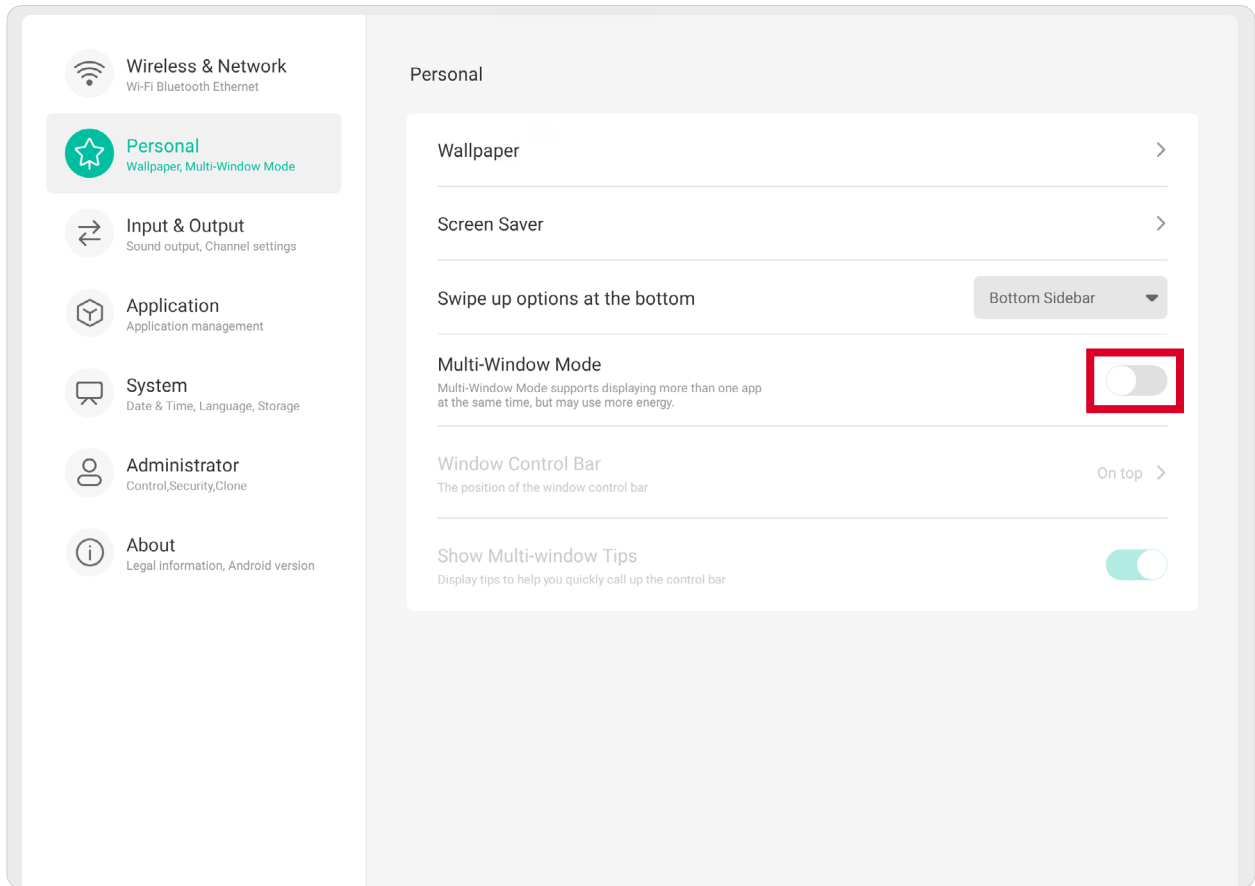 Wireless & Network
Wi-Fi Bluetooth Ethernet
Personal
Wallpaper, Multi-Window Mode
Input & Output
Sound output, Channel settings
Application
Application management
System
Date & Time, Language, Storage
Administrator
Control,Security,Clone
About
Legal information, Android version
Personal
Wallpaper
Screen Saver
Swipe up options at the bottom
Bottom Sidebar
Multi-Window Mode
Multi-Window Mode supports displaying more than one app
at the same time, but may use more energy.
Window Control Bar
The position of the window control bar
On top
Show Multi-window Tips
Display tips to help you quickly call up the control bar